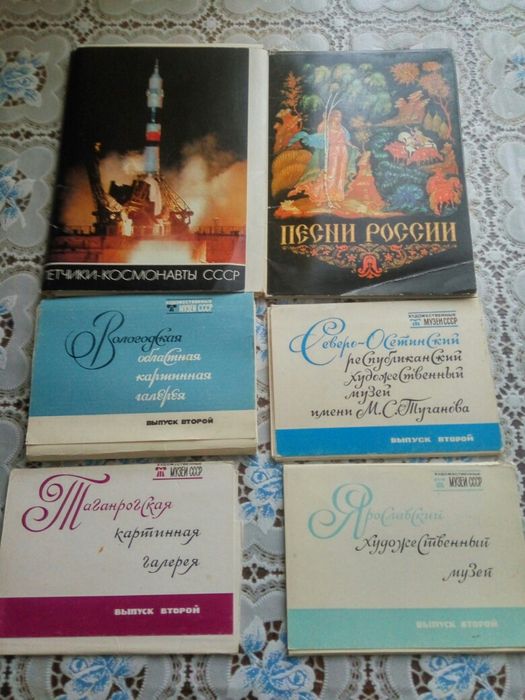 ЕТЧИКИ-КОСМОНАВТЫ СССР
ПЕСНИ РОССИИ
ХУДОЖЕСТВЕННЫЕ
МУЗЕИ СССР
Вологодская
областная
картинная
галерея
ВЫПУСК ВТОРОЙ
ХУДОЖЕСТВЕННЫЕ
МУЗЕИ СССР
Северо-Осетинский
республиканский
художественный
музей
имени М.С.Туганова
ВЫПУСК ВТОРОЙ
ХУДОЖЕСТВЕННЫЕ
МУЗЕИ СССР
Таганрогская
картинная
галерея
ВЫПУСК ВТОРОЙ
ХУДОЖЕСТВЕННЫЕ
МУЗЕИ СССР
Ярославский
художественный
музей
ВЫПУСК ВТОРОЙ